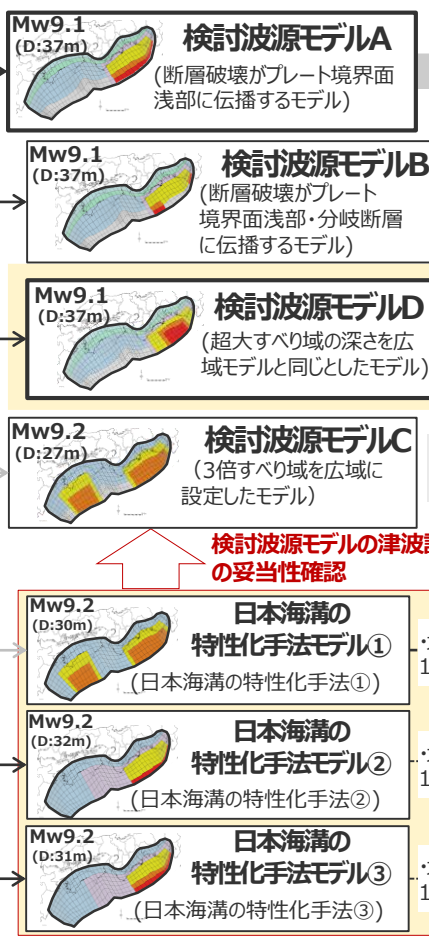 Mw9.1
(D:37m)
検討波源モデルA
(断層破壊がプレート境界面
浅部に伝播するモデル)
Mw9.1
(D:37m)
検討波源モデルB
(断層破壊がプレート
境界面浅部・分岐断層
に伝播するモデル)
Mw9.1
(D:37m)
検討波源モデルD
(超大すべり域の深さを広
域モデルと同じとしたモデル)
Mw9.2
(D:27m)
検討波源モデルC
(3倍すべり域を広域に
設定したモデル)
検討波源モデルの津波
の妥当性確認
Mw9.2
(D:30m)
日本海溝の
特性化手法モデル①
(日本海溝の特性化手法①)
Mw9.2
(D:32m)
日本海溝の
特性化手法モデル②
(日本海溝の特性化手法②)
Mw9.2
(D:31m)
日本海溝の
特性化手法モデル③
(日本海溝の特性化手法③)